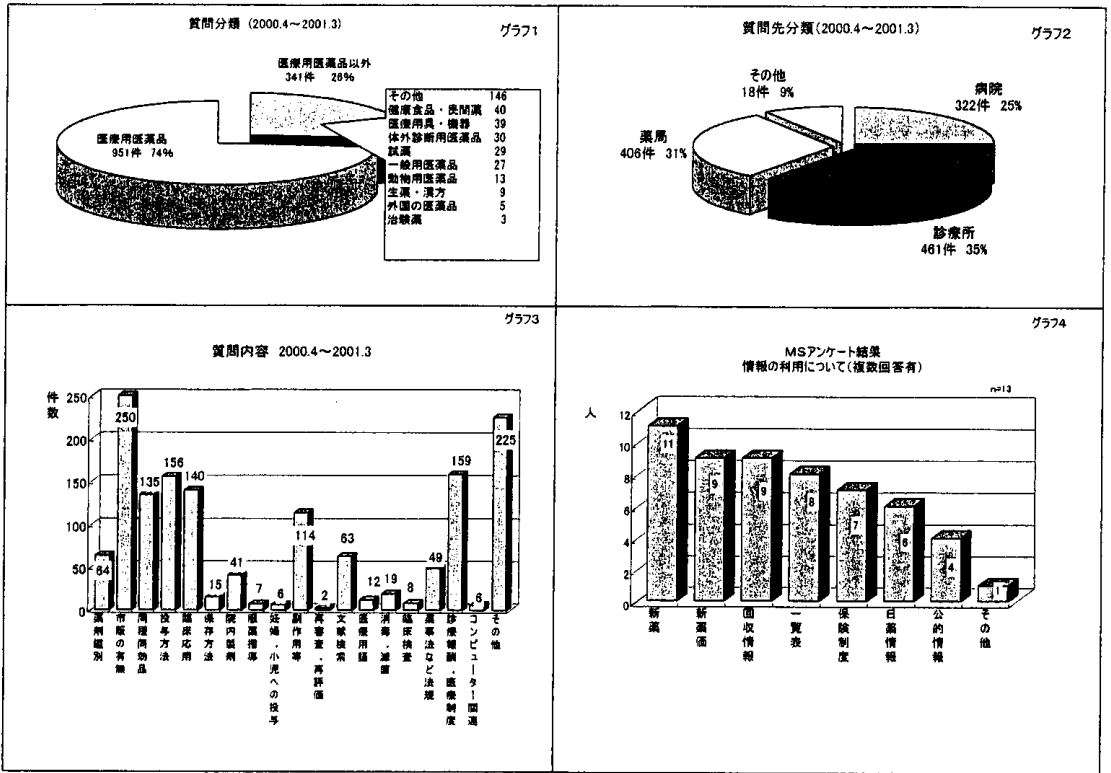 質問分類 (2000.4～2001.3)
グラフ1
医療用医薬品以外
341件 26%
医療用医薬品
951件 74%
その他 146
健康食品・民間薬 40
医療用具・機器 39
体外診断用医薬品 30
試薬 29
一般用医薬品 27
動物用医薬品 13
生薬・漢方 9
外国の医薬品 5
治験薬 3
質問先分類(2000.4～2001.3)
グラフ2
その他
18件 9%
病院
322件 25%
薬局
406件 31%
診療所
461件 35%
グラフ3
質問内容 2000.4～2001.3
件数
250
200
150
100
50
0
64
250
135
156
140
15
41
7
6
114
2
63
12
19
8
49
159
6
225
薬剤鑑別
市販の有無
同種同効品
投与方法
臨床応用
保存方法
院内製剤
服薬指導
妊婦・小児への投与
副作用等
再審査・再評価
文献検索
医療用語
消毒・滅菌
臨床検査
薬事法など法規
診療報酬・医療制度
コンピューター関連
その他
グラフ4
MSアンケート結果
情報の利用について(複数回答有)
n=13
人
12
10
8
6
4
2
0
11
9
9
8
7
6
4
1
新薬
新薬価
回収情報
一覧表
保険制度
日薬情報
公的情報
その他